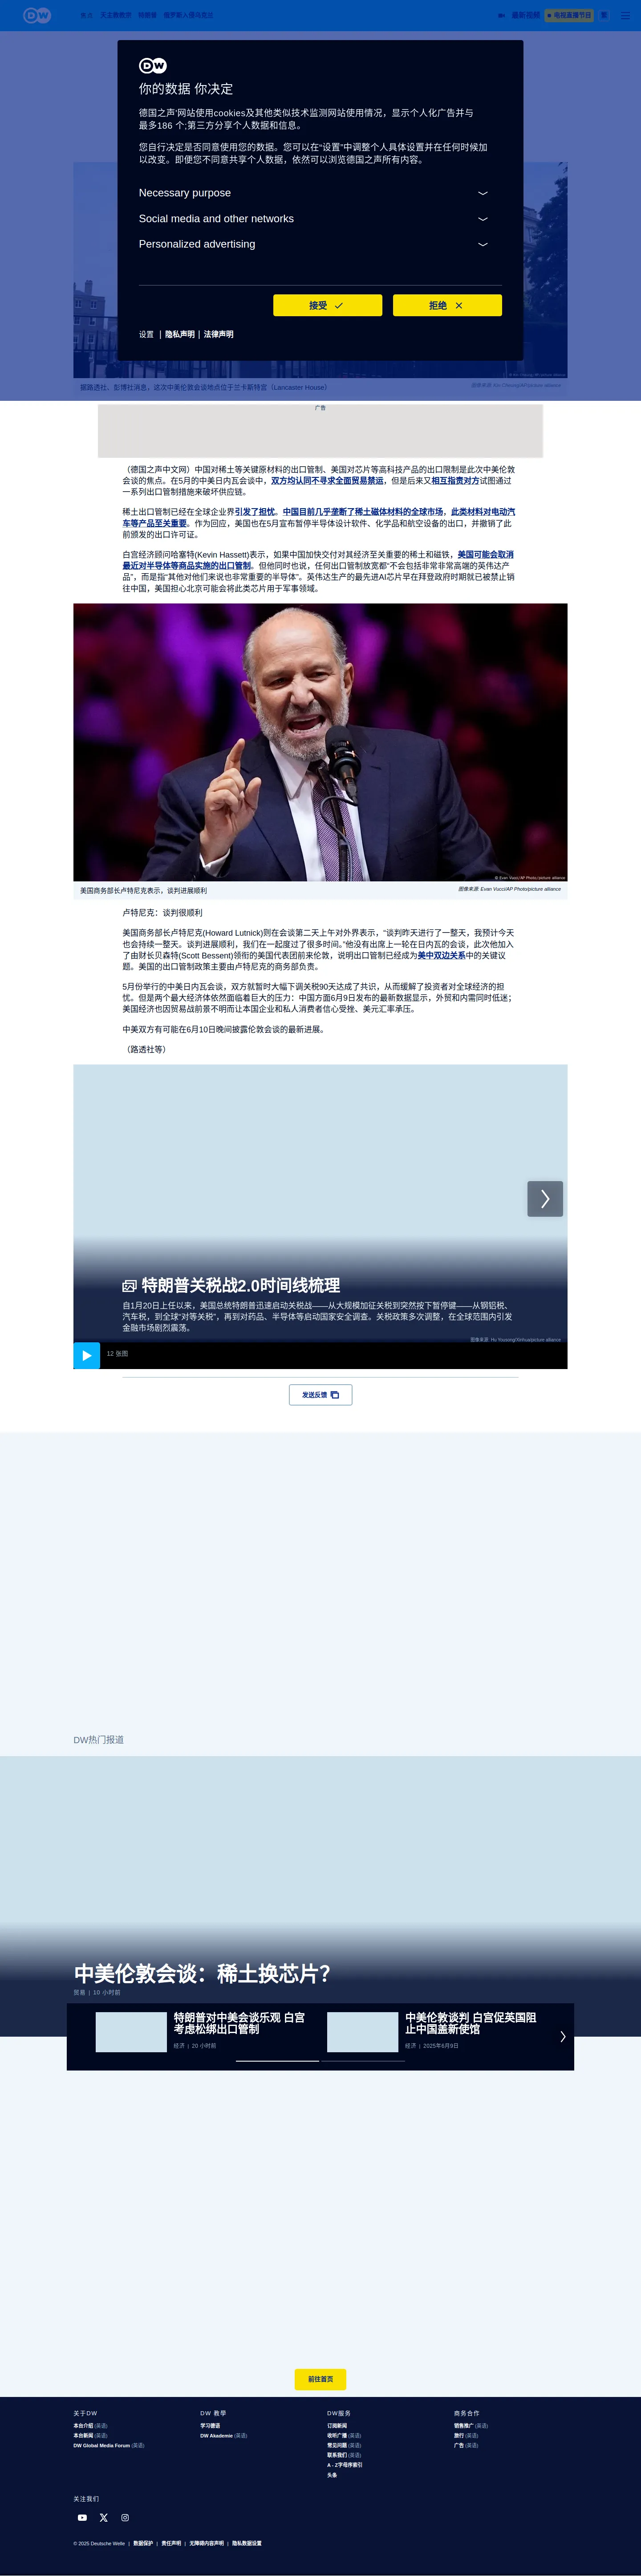 DW
焦点
最新视频
电视直播节目
繁
DW
你的数据 你决定
德国之声'网站使用cookies及其他类似技术监测网站使用情况，显示个人化广告并与
最多186 个;第三方分享个人数据和信息。
您自行决定是否同意使用您的数据。您可以在“设置”中调整个人具体设置并在任何时候加
以改变。即便您不同意共享个人数据，依然可以浏览德国之声所有内容。
Necessary purpose
Social media and other networks
Personalized advertising
接受
拒绝
设置 | 隐私声明 | 法律声明
据路透社、彭博社消息，这次中美伦敦会谈地点位于兰卡斯特宫（Lancaster House）
广告
（德国之声中文网）中国对稀土等关键原材料的出口管制、美国对芯片等高科技产品的出口限制是此次中美伦敦
会谈的焦点。在5月的中美日内瓦会谈中，双方均认同不寻求全面贸易禁运，但是后来又相互指责对方试图通过
一系列出口管制措施来破坏供应链。
稀土出口管制已经在全球企业界引发了担忧。中国目前几乎垄断了稀土磁体材料的全球市场，此类材料对电动汽
车等产品至关重要。作为回应，美国也在5月宣布暂停半导体设计软件、化学品和航空设备的出口，并撤销了此
前颁发的出口许可证。
白宫经济顾问哈塞特(Kevin Hassett)表示，如果中国加快交付对其经济至关重要的稀土和磁铁，美国可能会取消
最近对半导体等商品实施的出口管制。但他同时也说，任何出口管制放宽都“不会包括非常非常高端的英伟达产
品”，而是指“其他对他们来说也非常重要的半导体”。英伟达生产的最先进AI芯片早在拜登政府时期就已被禁止销
往中国，美国担心北京可能会将此类芯片用于军事领域。
© Evan Vucci/AP Photo/picture alliance
美国商务部长卢特尼克表示，谈判进展顺利
图像来源: Evan Vucci/AP Photo/picture alliance
卢特尼克：谈判很顺利
美国商务部长卢特尼克(Howard Lutnick)则在会谈第二天上午对外界表示，“谈判昨天进行了一整天，我预计今天
也会持续一整天。谈判进展顺利，我们在一起度过了很多时间。”他没有出席上一轮在日内瓦的会谈，此次他加入
了由财长贝森特(Scott Bessent)领衔的美国代表团前来伦敦，说明出口管制已经成为美中双边关系中的关键议
题。美国的出口管制政策主要由卢特尼克的商务部负责。
5月份举行的中美日内瓦会谈，双方就暂时大幅下调关税90天达成了共识，从而缓解了投资者对全球经济的担
忧。但是两个最大经济体依然面临着巨大的压力：中国方面6月9日发布的最新数据显示，外贸和内需同时低迷；
美国经济也因贸易战前景不明而让本国企业和私人消费者信心受挫、美元汇率承压。
中美双方有可能在6月10日晚间披露伦敦会谈的最新进展。
（路透社等）
特朗普关税战2.0时间线梳理
自1月20日上任以来，美国总统特朗普迅速启动关税战——从大规模加征关税到突然按下暂停键——从钢铝税、
汽车税，到全球“对等关税”，再到对药品、半导体等启动国家安全调查。关税政策多次调整，在全球范围内引发
金融市场剧烈震荡。
图像来源: Hu Yousong/Xinhua/picture alliance
12 张图
发送反馈
DW热门报道
中美伦敦会谈：稀土换芯片？
贸易 | 10 小时前
特朗普对中美会谈乐观 白宫
考虑松绑出口管制
经济 | 20 小时前
中美伦敦谈判 白宫促英国阻
止中国盖新使馆
经济 | 2025年6月9日
前往首页
关于DW
本台介绍 (英语)
本台新闻 (英语)
DW Global Media Forum (英语)
DW 教學
学习德语
DW Akademie (英语)
DW服务
订阅新闻
收听广播 (英语)
常见问题 (英语)
联系我们 (英语)
A - Z字母序索引
头条
商务合作
销售推广 (英语)
旅行 (英语)
广告 (英语)
关注我们
© 2025 Deutsche Welle | 数据保护 | 责任声明 | 无障碍内容声明 | 隐私数据设置